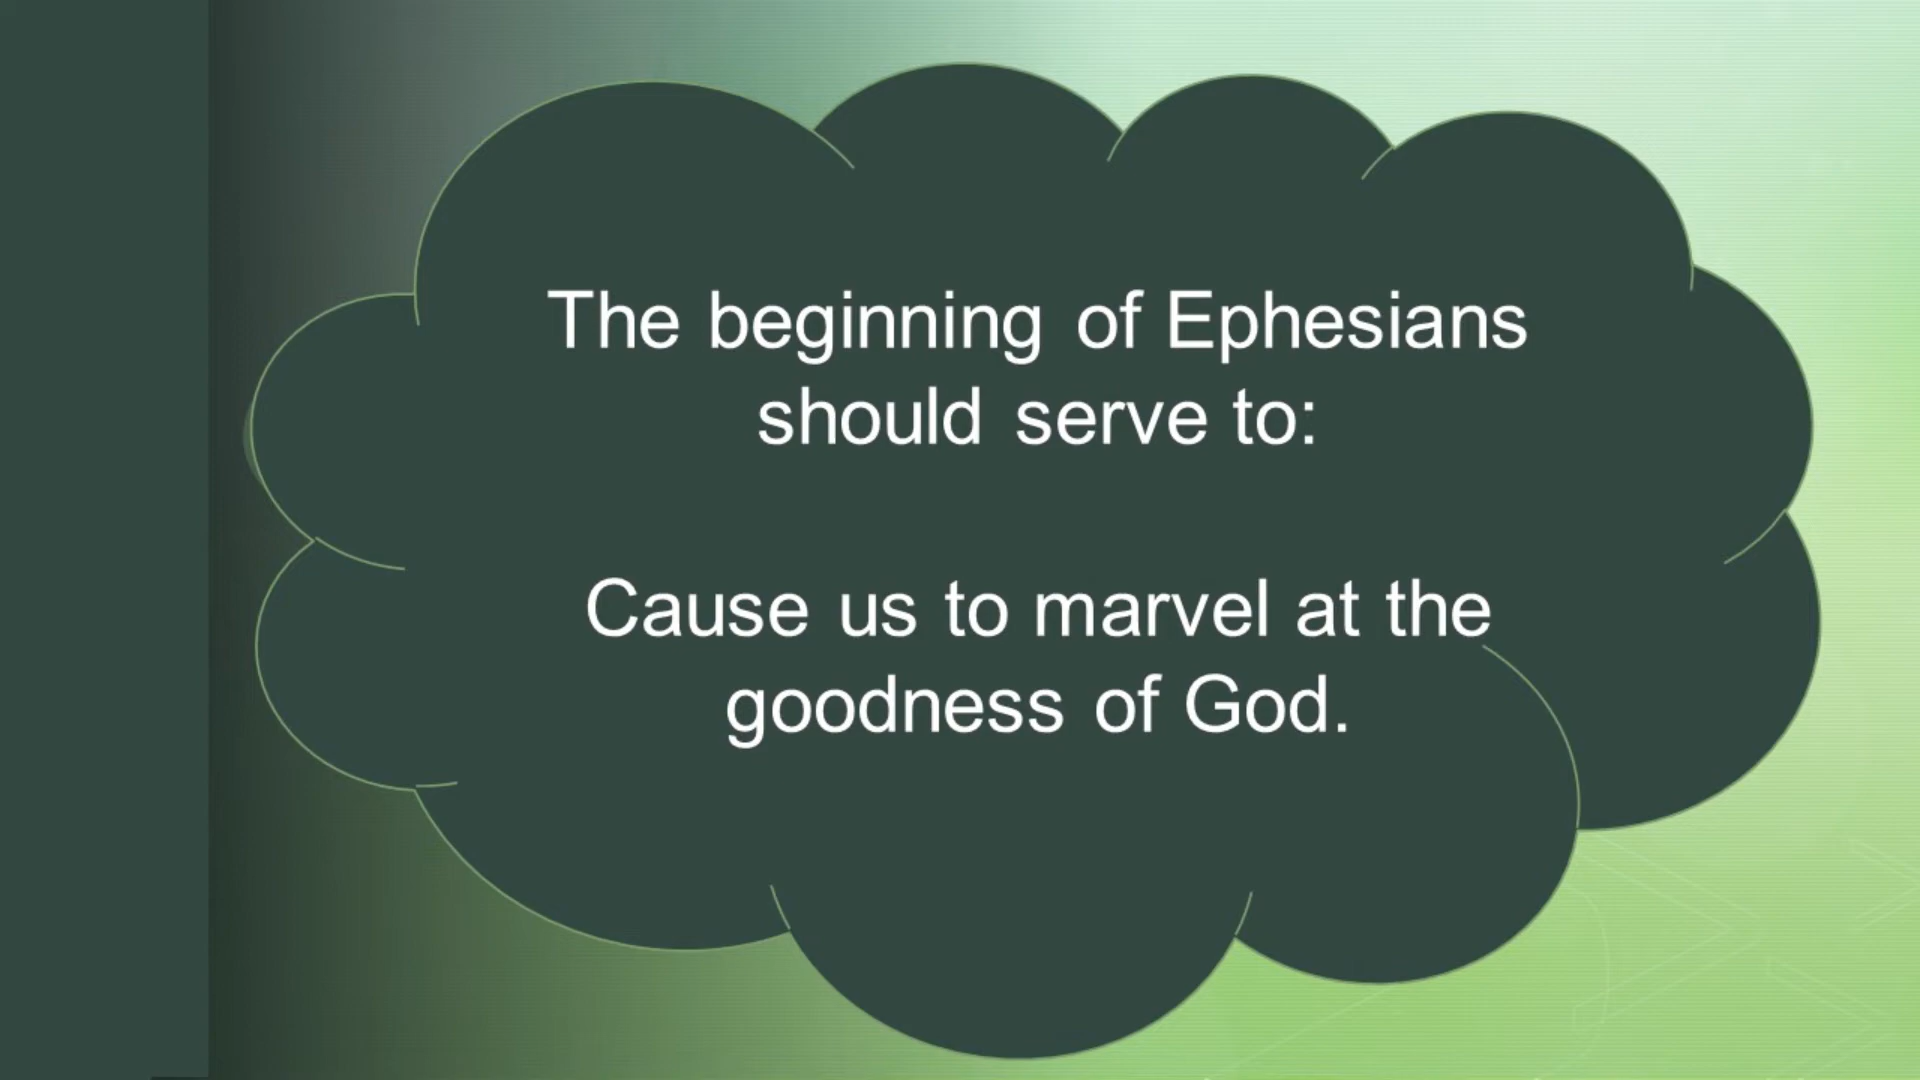 The beginning of Ephesians
should serve to:
Cause us to marvel at the
goodness of God.